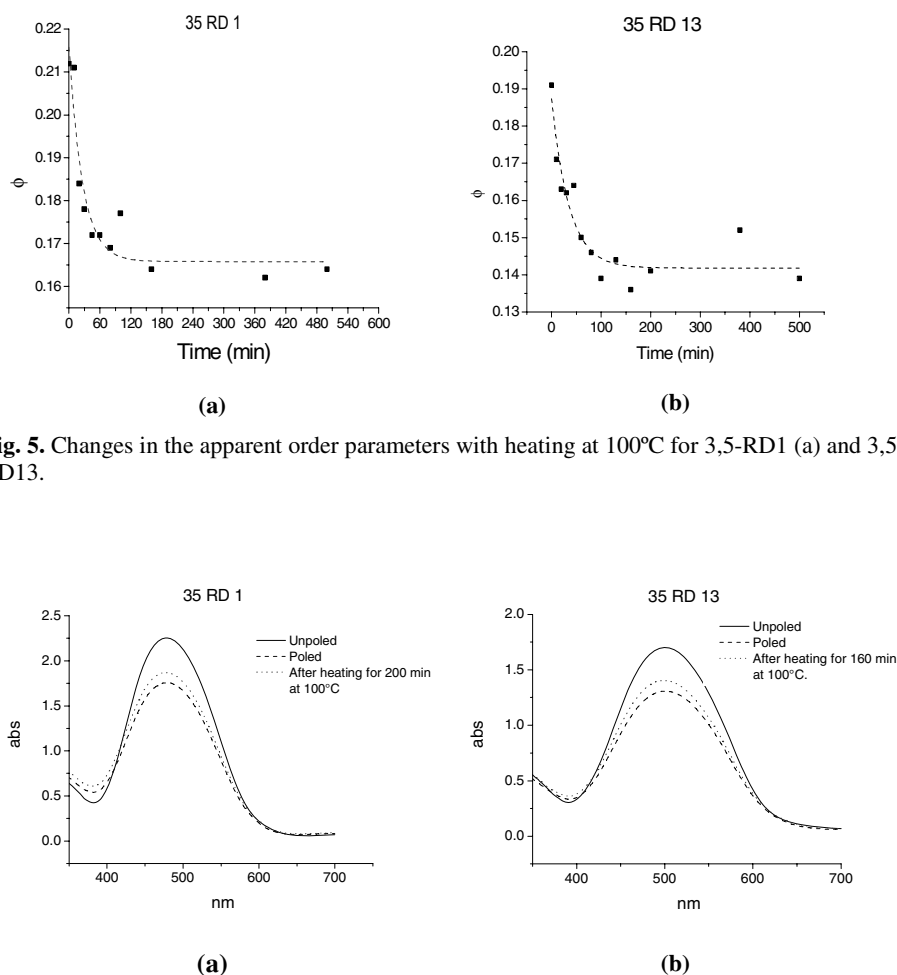 35 RD 1
0.22
0.21
0.20
0.19
0.18
0.17
0.16
ϕ
0 60 120 180 240 300 360 420 480 540 600
Time (min)
(a)
35 RD 13
0.20
0.19
0.18
0.17
0.16
0.15
0.14
0.13
ϕ
0 100 200 300 400 500
Time (min)
(b)
ig. 5. Changes in the apparent order parameters with heating at 100ºC for 3,5-RD1 (a) and 3,5
D13.
35 RD 1
2.5
2.0
1.5
1.0
0.5
0.0
abs
Unpoled
Poled
After heating for 200 min
at 100°C
400 500 600 700
nm
(a)
35 RD 13
2.0
1.5
1.0
0.5
0.0
abs
Unpoled
Poled
After heating for 160 min
at 100°C.
400 500 600 700
nm
(b)